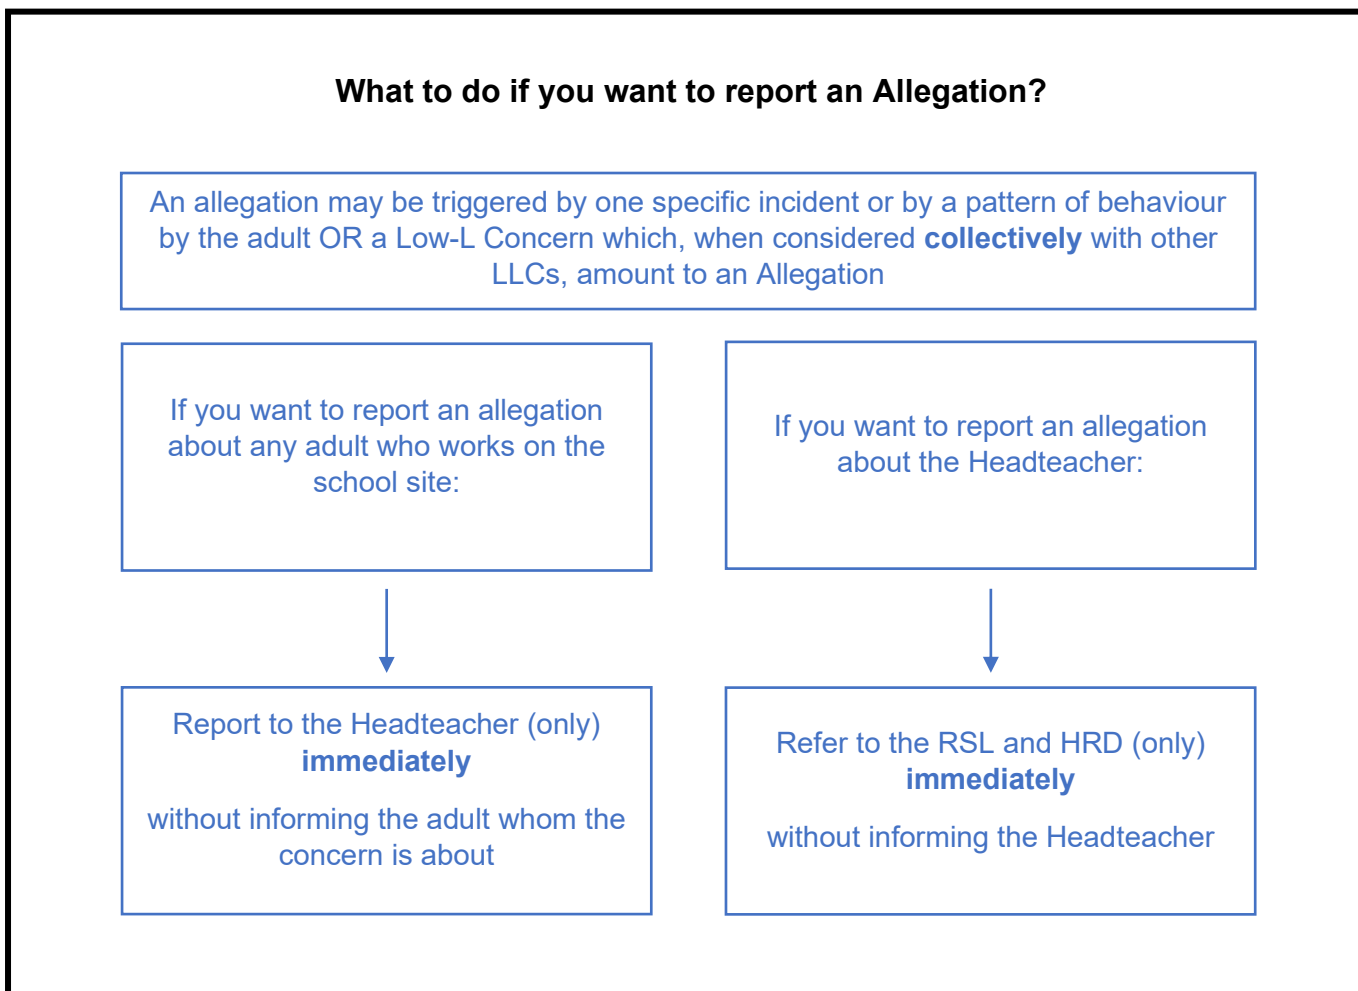 What to do if you want to report an Allegation?
An allegation may be triggered by one specific incident or by a pattern of behaviour
by the adult OR a Low-L Concern which, when considered collectively with other
LLCs, amount to an Allegation
If you want to report an allegation
about any adult who works on the
school site:
If you want to report an allegation
about the Headteacher:
Report to the Headteacher (only)
immediately
without informing the adult whom the
concern is about
Refer to the RSL and HRD (only)
immediately
without informing the Headteacher